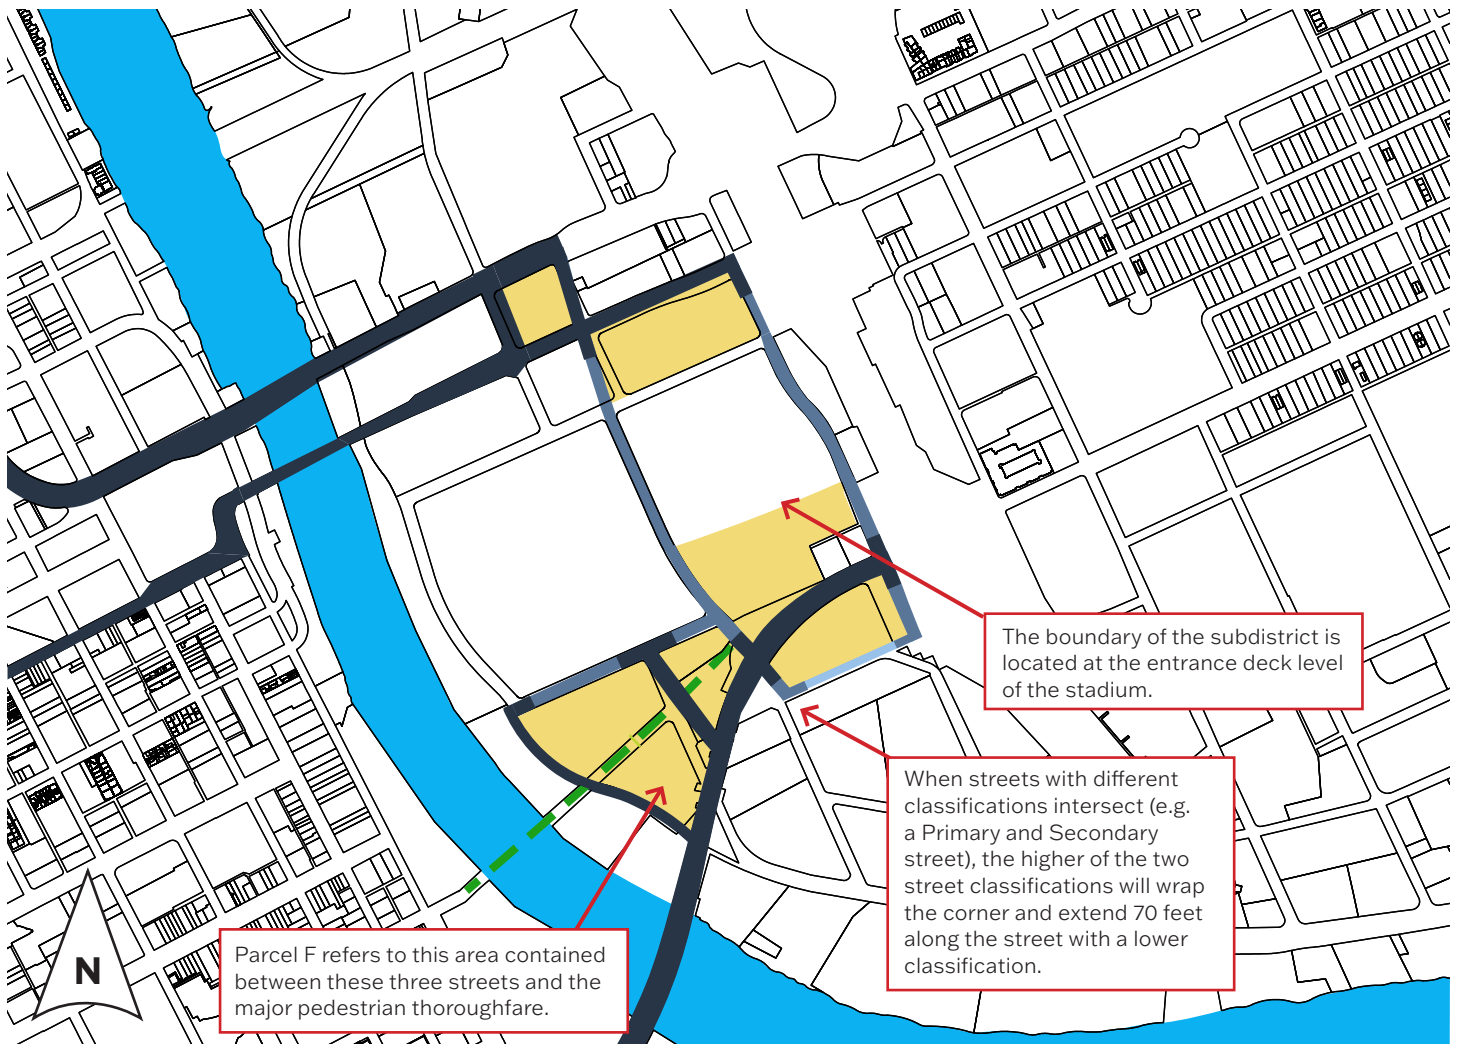 The boundary of the subdistrict is
located at the entrance deck level
of the stadium.
When streets with different
classifications intersect (e.g.
a Primary and Secondary
street), the higher of the two
street classifications will wrap
the corner and extend 70 feet
along the street with a lower
classification.
Parcel F refers to this area contained
between these three streets and the
major pedestrian thoroughfare.
N